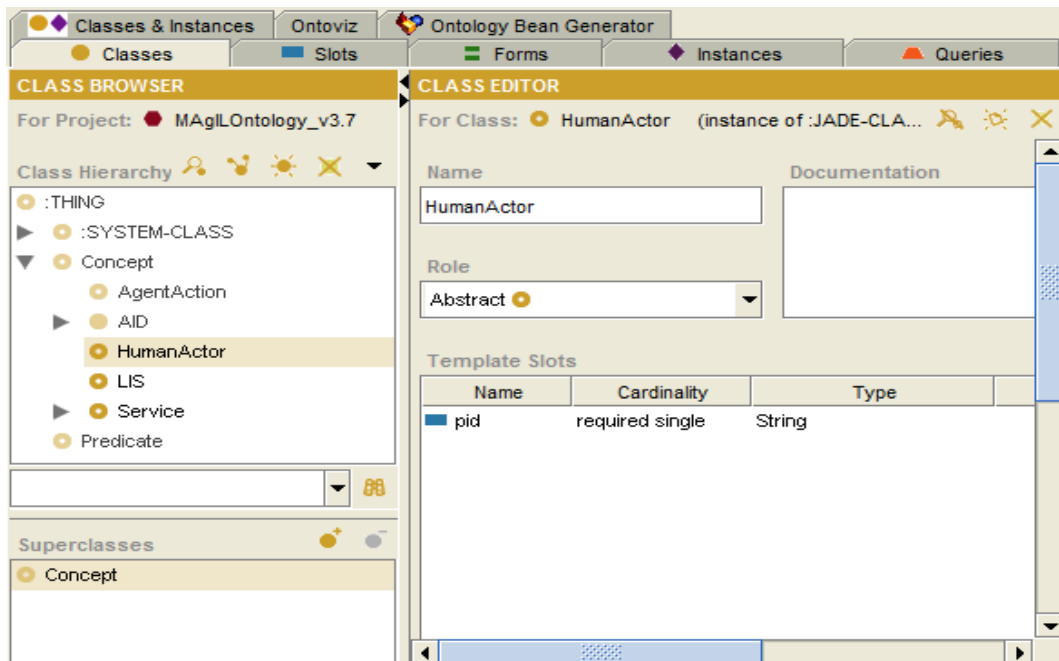 Classes & Instances Ontoviz Ontology Bean Generator
Classes Slots Forms Instances Queries
CLASS BROWSER
For Project: MAgILOntology_v3.7
Class Hierarchy
:THING
:SYSTEM-CLASS
Concept
AgentAction
AID
HumanActor
LIS
Service
Predicate
Superclasses
Concept
CLASS EDITOR
For Class: HumanActor (instance of :JADE-CLA...
Name Documentation
HumanActor
Role
Abstract
Template Slots
Name Cardinality Type
pid required single String